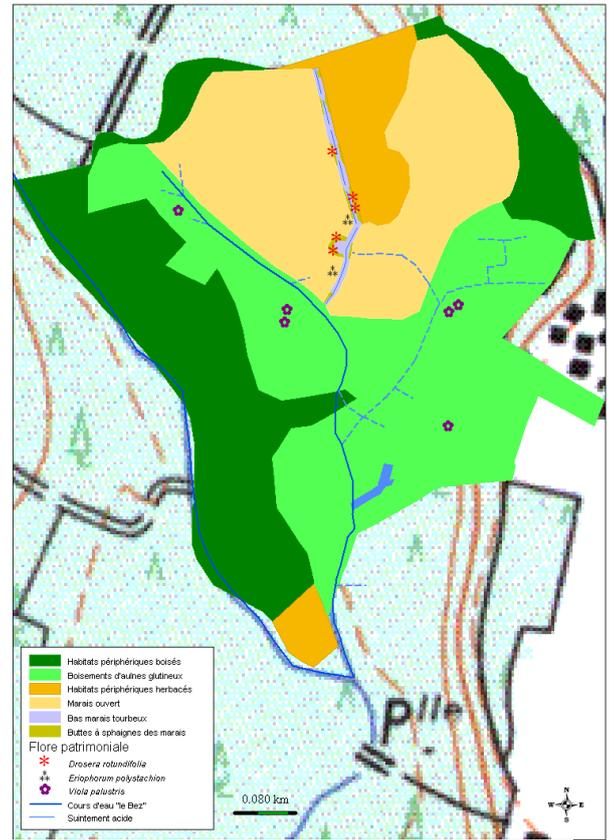 Habitats périphériques boisés
Boisements d'aulnes glutineux
Habitats périphériques herbacés
Marais ouvert
Bas marais tourbeux
Buttes à sphaignes des marais
Flore patrimoniale
Drosera rotundifolia
Eriophorum polystachion
Viola palustris
Cours d'eau "le Bez"
Suintement acide
0.080 km
Plle
N
W E
S